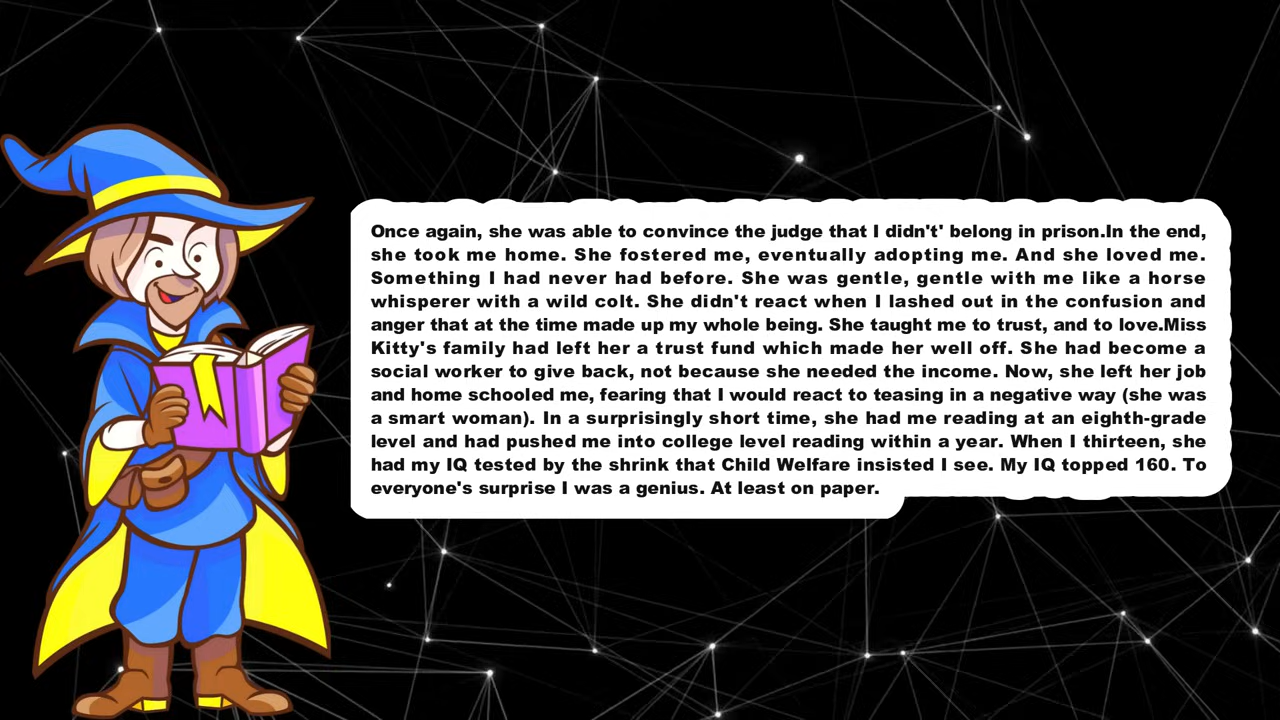 Once again, she was able to convince the judge that I didn't' belong in prison.In the end,
she took me home. She fostered me, eventually adopting me. And she loved me.
Something I had never had before. She was gentle, gentle with me like a horse
whisperer with a wild colt. She didn't react when I lashed out in the confusion and
anger that at the time made up my whole being. She taught me to trust, and to love.Miss
Kitty's family had left her a trust fund which made her well off. She had become a
social worker to give back, not because she needed the income. Now, she left her job
and home schooled me, fearing that I would react to teasing in a negative way (she was
a smart woman). In a surprisingly short time, she had me reading at an eighth-grade
level and had pushed me into college level reading within a year. When I thirteen, she
had my IQ tested by the shrink that Child Welfare insisted I see. My IQ topped 160. To
everyone's surprise I was a genius. At least on paper.